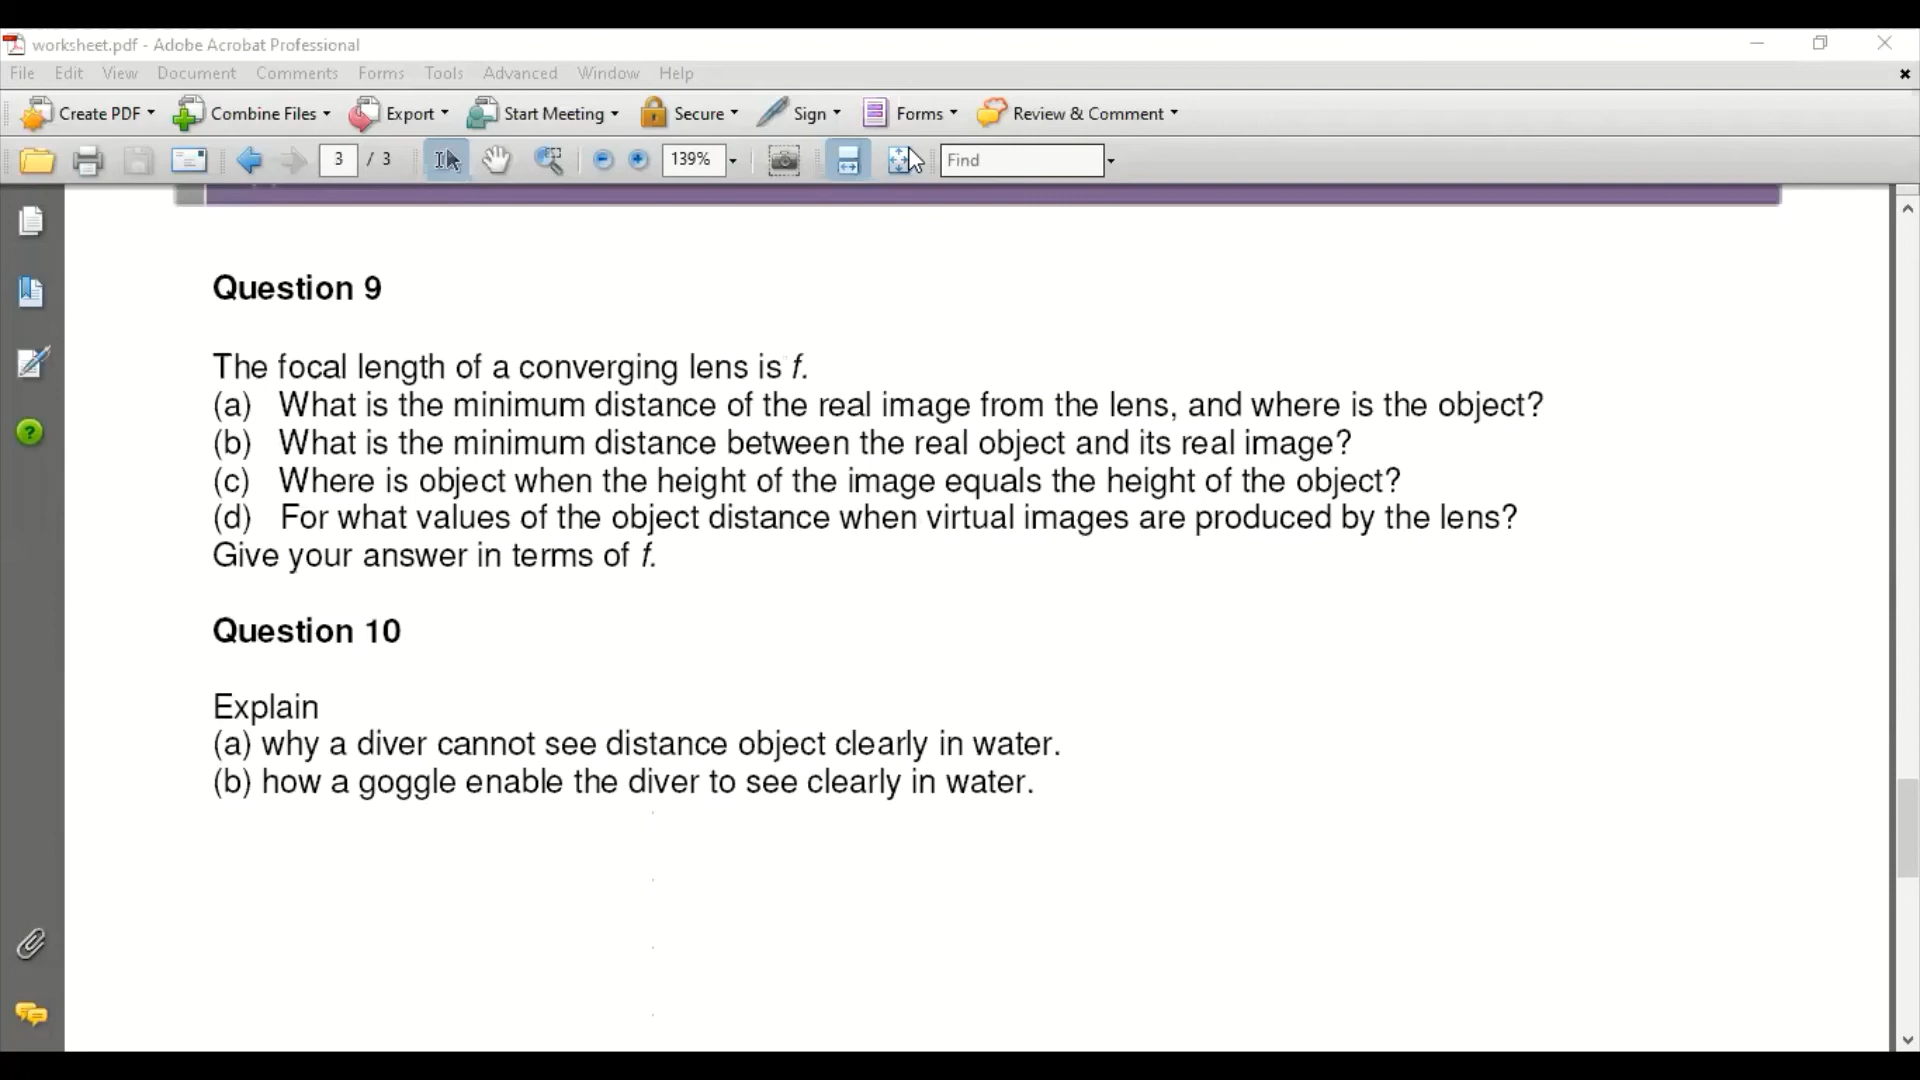 worksheet.pdf - Adobe Acrobat Professional
File Edit View Document Comments Forms Tools Advanced Window Help
Create PDF Combine Files Export Start Meeting Secure Sign Forms Review & Comment
3 / 3 139% Find
Question 9
The focal length of a converging lens is f.
(a) What is the minimum distance of the real image from the lens, and where is the object?
(b) What is the minimum distance between the real object and its real image?
(c) Where is object when the height of the image equals the height of the object?
(d) For what values of the object distance when virtual images are produced by the lens?
Give your answer in terms of f.
Question 10
Explain
(a) why a diver cannot see distance object clearly in water.
(b) how a goggle enable the diver to see clearly in water.